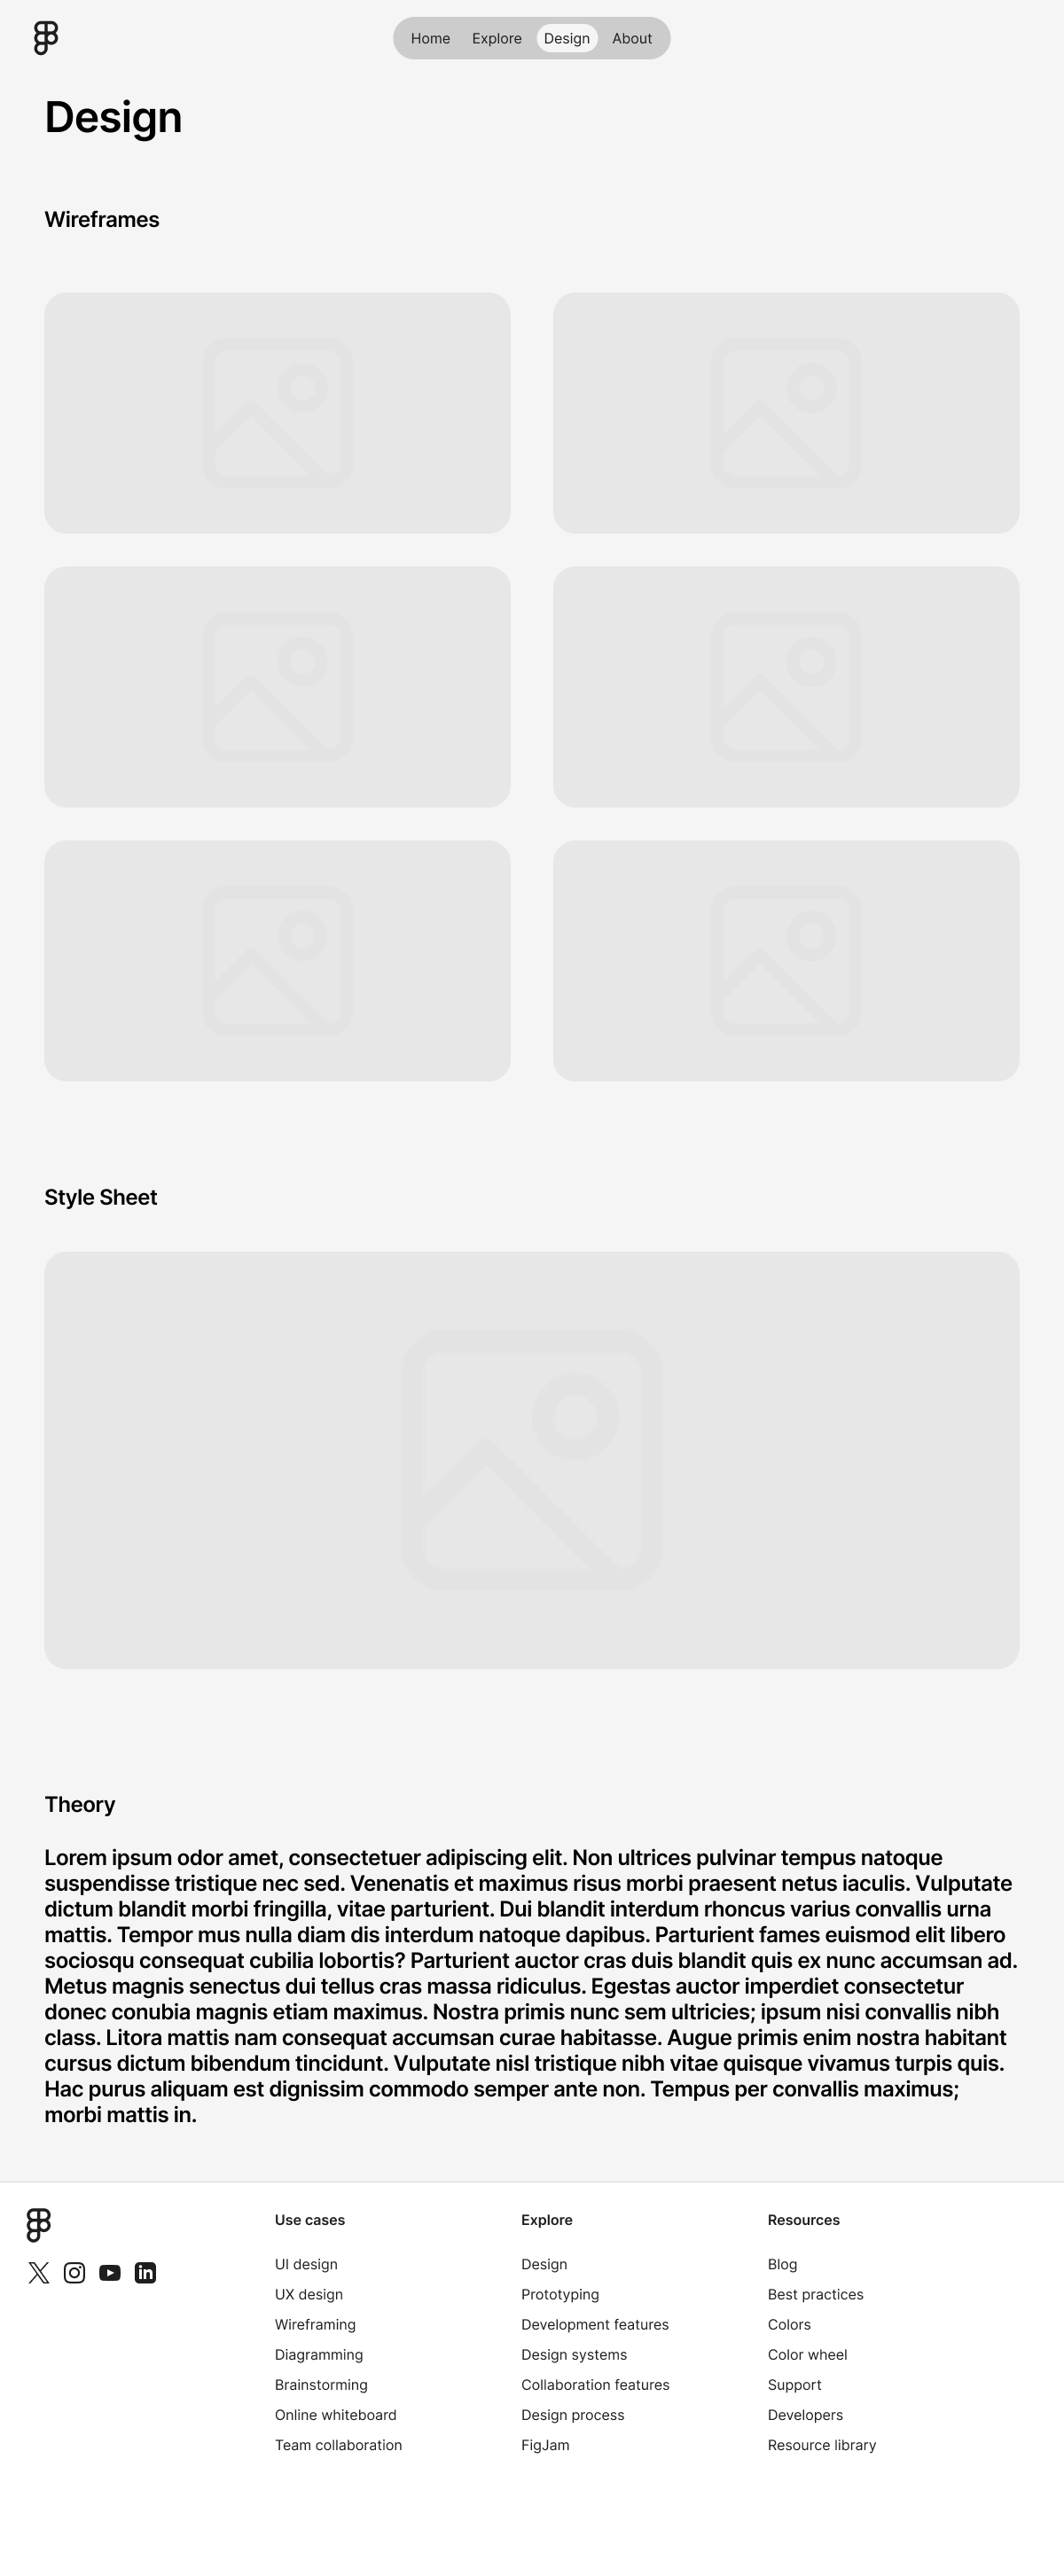 Home Explore Design About
Design
Wireframes
Style Sheet
Theory
Lorem ipsum odor amet, consectetuer adipiscing elit. Non ultrices pulvinar tempus natoque
suspendisse tristique nec sed. Venenatis et maximus risus morbi praesent netus iaculis. Vulputate
dictum blandit morbi fringilla, vitae parturient. Dui blandit interdum rhoncus varius convallis urna
mattis. Tempor mus nulla diam dis interdum natoque dapibus. Parturient fames euismod elit libero
sociosqu consequat cubilia lobortis? Parturient auctor cras duis blandit quis ex nunc accumsan ad.
Metus magnis senectus dui tellus cras massa ridiculus. Egestas auctor imperdiet consectetur
donec conubia magnis etiam maximus. Nostra primis nunc sem ultricies; ipsum nisi convallis nibh
class. Litora mattis nam consequat accumsan curae habitasse. Augue primis enim nostra habitant
cursus dictum bibendum tincidunt. Vulputate nisl tristique nibh vitae quisque vivamus turpis quis.
Hac purus aliquam est dignissim commodo semper ante non. Tempus per convallis maximus;
morbi mattis in.
Use cases
UI design
UX design
Wireframing
Diagramming
Brainstorming
Online whiteboard
Team collaboration
Explore
Design
Prototyping
Development features
Design systems
Collaboration features
Design process
FigJam
Resources
Blog
Best practices
Colors
Color wheel
Support
Developers
Resource library